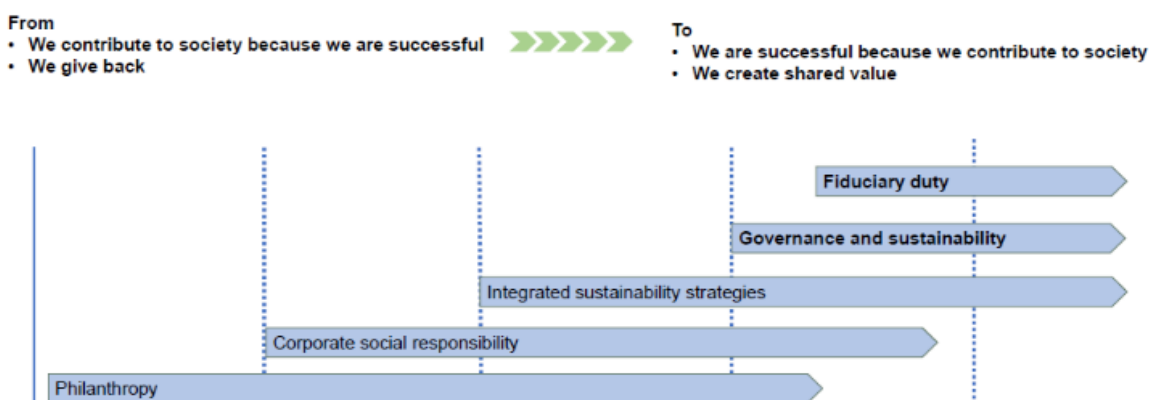 From
• We contribute to society because we are successful
• We give back
To
• We are successful because we contribute to society
• We create shared value
Fiduciary duty
Governance and sustainability
Integrated sustainability strategies
Corporate social responsibility
Philanthropy